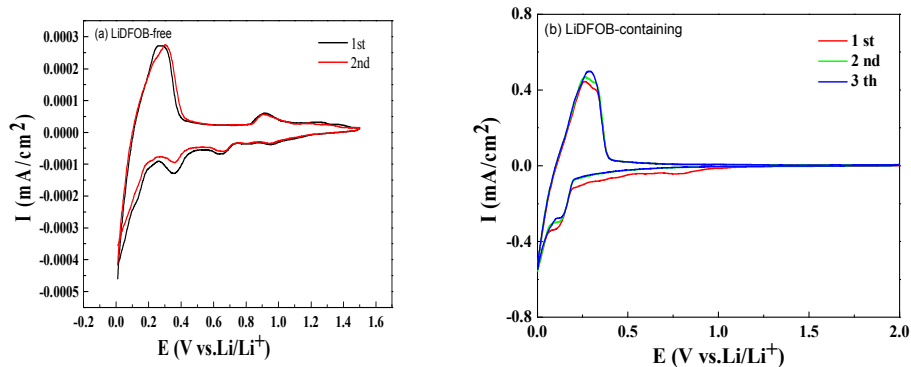 (a) LiDFOB-free
1st
2nd
0.0003
0.0002
0.0001
0.0000
-0.0001
-0.0002
-0.0003
-0.0004
-0.0005
I (mA/cm²)
-0.2 0.0 0.2 0.4 0.6 0.8 1.0 1.2 1.4 1.6
E (V vs.Li/Li⁺)
(b) LiDFOB-containing
1 st
2 nd
3 th
0.8
0.4
0.0
-0.4
-0.8
I (mA/cm²)
0.0 0.5 1.0 1.5 2.0
E (V vs.Li/Li⁺)